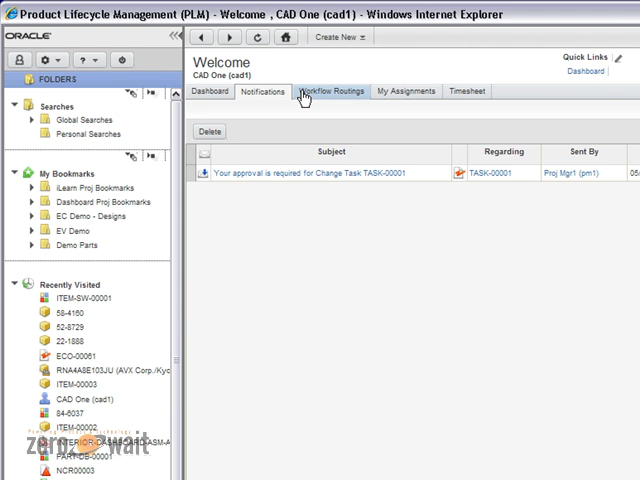 Product Lifecycle Management (PLM) - Welcome , CAD One (cad1) - Windows Internet Explorer
ORACLE
Create New
FOLDERS
Welcome
CAD One (cad1)
Quick Links
Dashboard
Dashboard
Notifications
Workflow Routings
My Assignments
Timesheet
Delete
Subject
Regarding
Sent By
Your approval is required for Change Task TASK-00001
TASK-00001
Proj Mgr1 (pm1)
05/
Searches
Global Searches
Personal Searches
My Bookmarks
iLearn Proj Bookmarks
Dashboard Proj Bookmarks
EC Demo - Designs
EV Demo
Demo Parts
Recently Visited
ITEM-SW-00001
58-4160
52-8729
22-1888
ECO-00061
RNA4A8E103JU (AVX Corp./Kyo
ITEM-00003
CAD One (cad1)
84-6037
ITEM-00002
INTERIOR-DASHBOARD-ASM-A
PART-DB-00001
NCR00003
zero wait